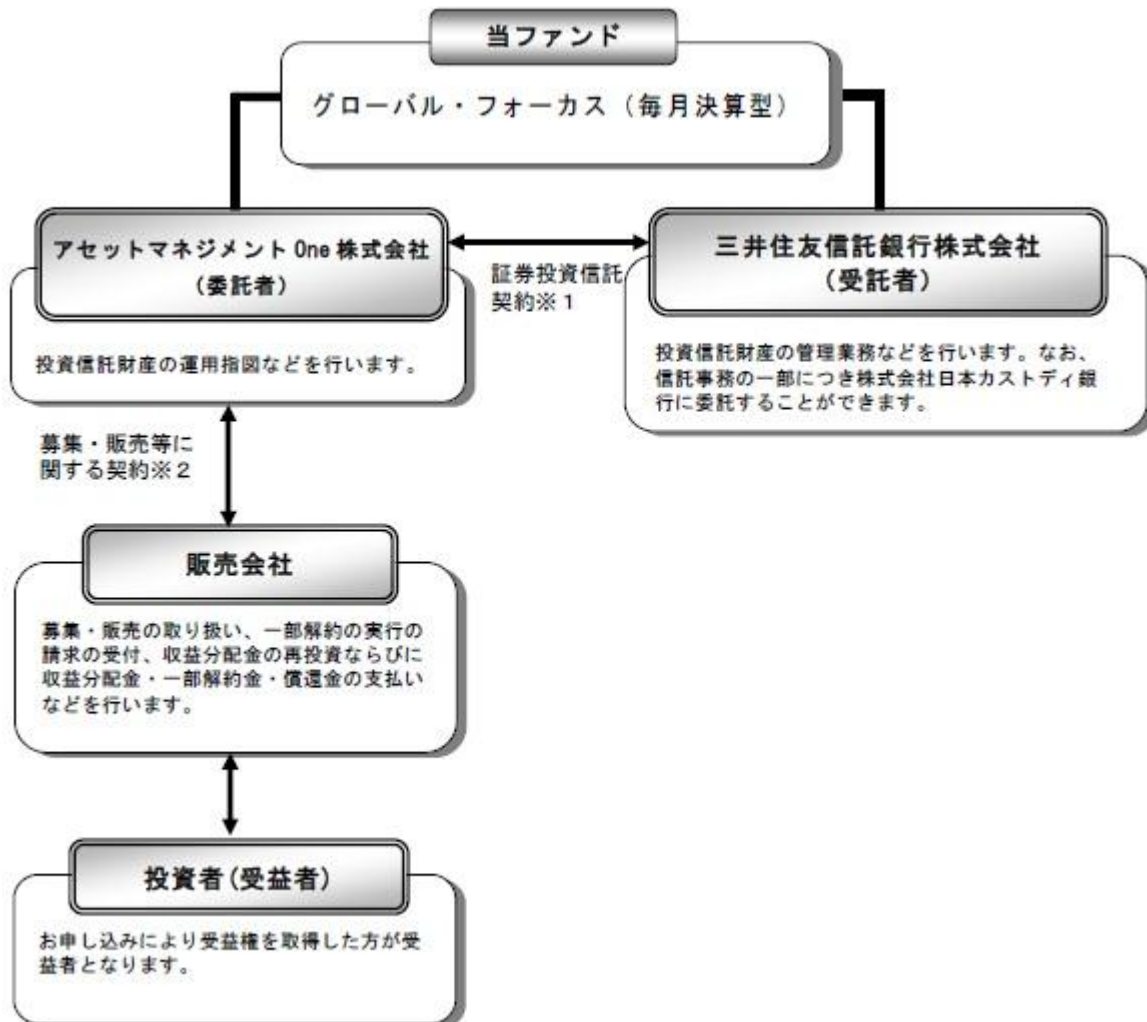 当ファンド
グローバル・フォーカス（毎月決算型）
アセットマネジメント One 株式会社
（委託者）
投資信託財産の運用指図などを行います。
証券投資信託
契約※１
三井住友信託銀行株式会社
（受託者）
投資信託財産の管理業務などを行います。なお、
信託事務の一部につき株式会社日本カストディ銀
行に委託することができます。
募集・販売等に
関する契約※２
販売会社
募集・販売の取り扱い、一部解約の実行の
請求の受付、収益分配金の再投資ならびに
収益分配金・一部解約金・償還金の支払い
などを行います。
投資者(受益者)
お申し込みにより受益権を取得した方が受
益者となります。